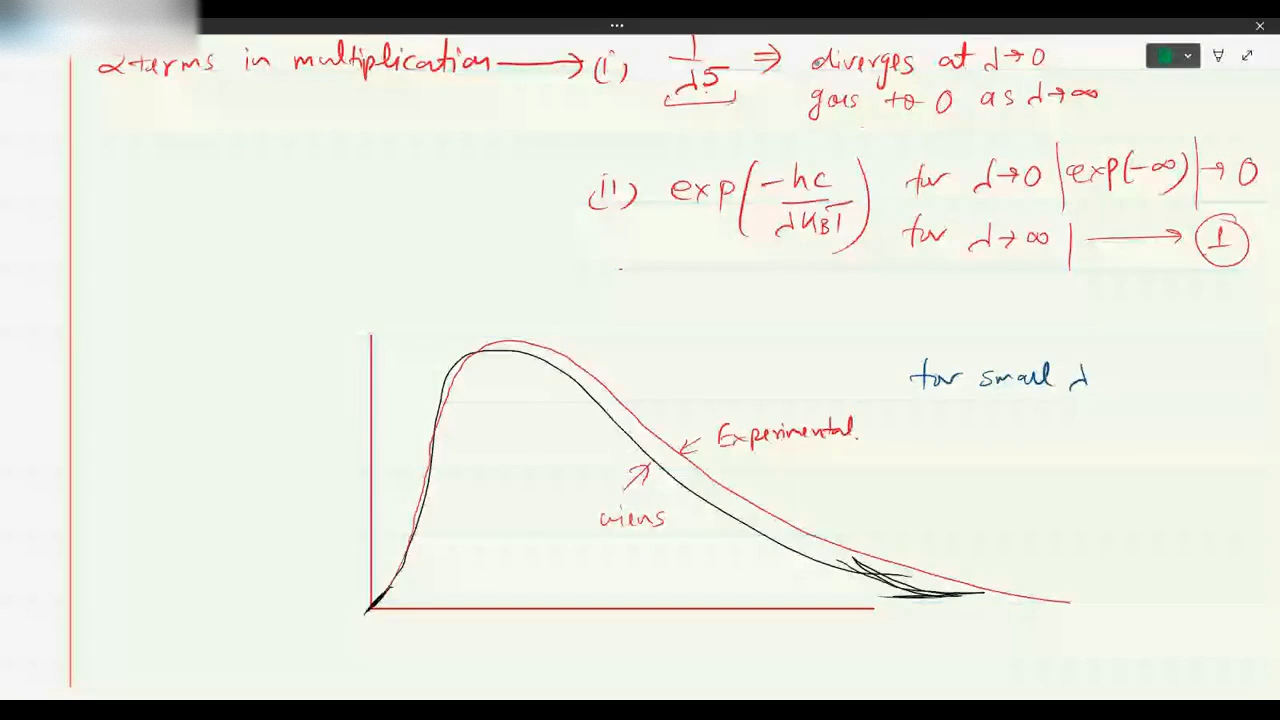 2 terms in multiplication → (i) 1/λ5 ⇒ diverges at λ→0
goes to 0 as λ→∞
(ii) exp(-hc/λKBT) for λ→0 | exp(-∞) | → 0
for λ→∞ | → 1
for small λ
Experimental.
wiens